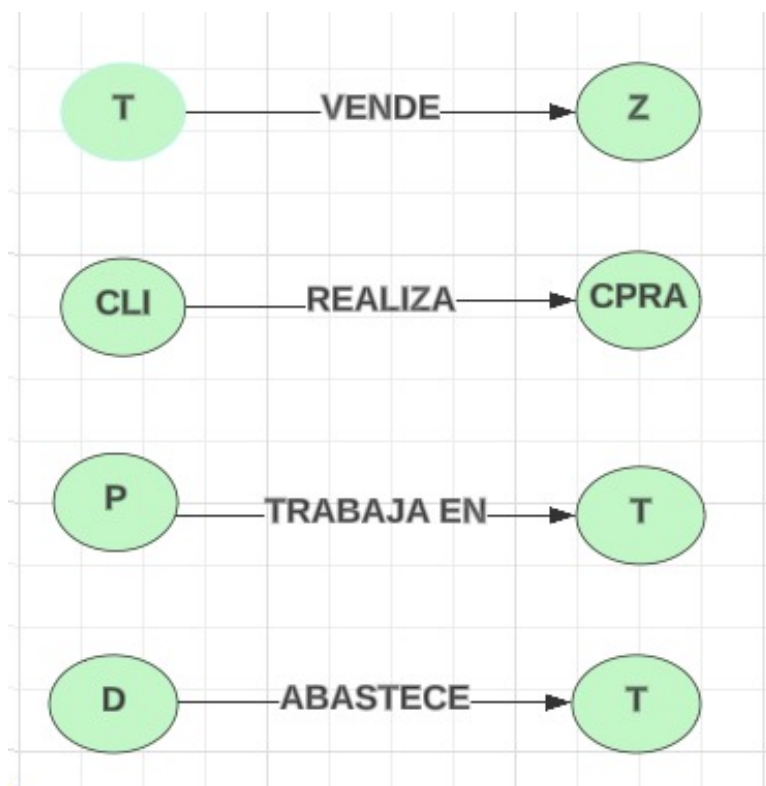 T VENDE Z
CLI REALIZA CPRA
P TRABAJA EN T
D ABASTECE T